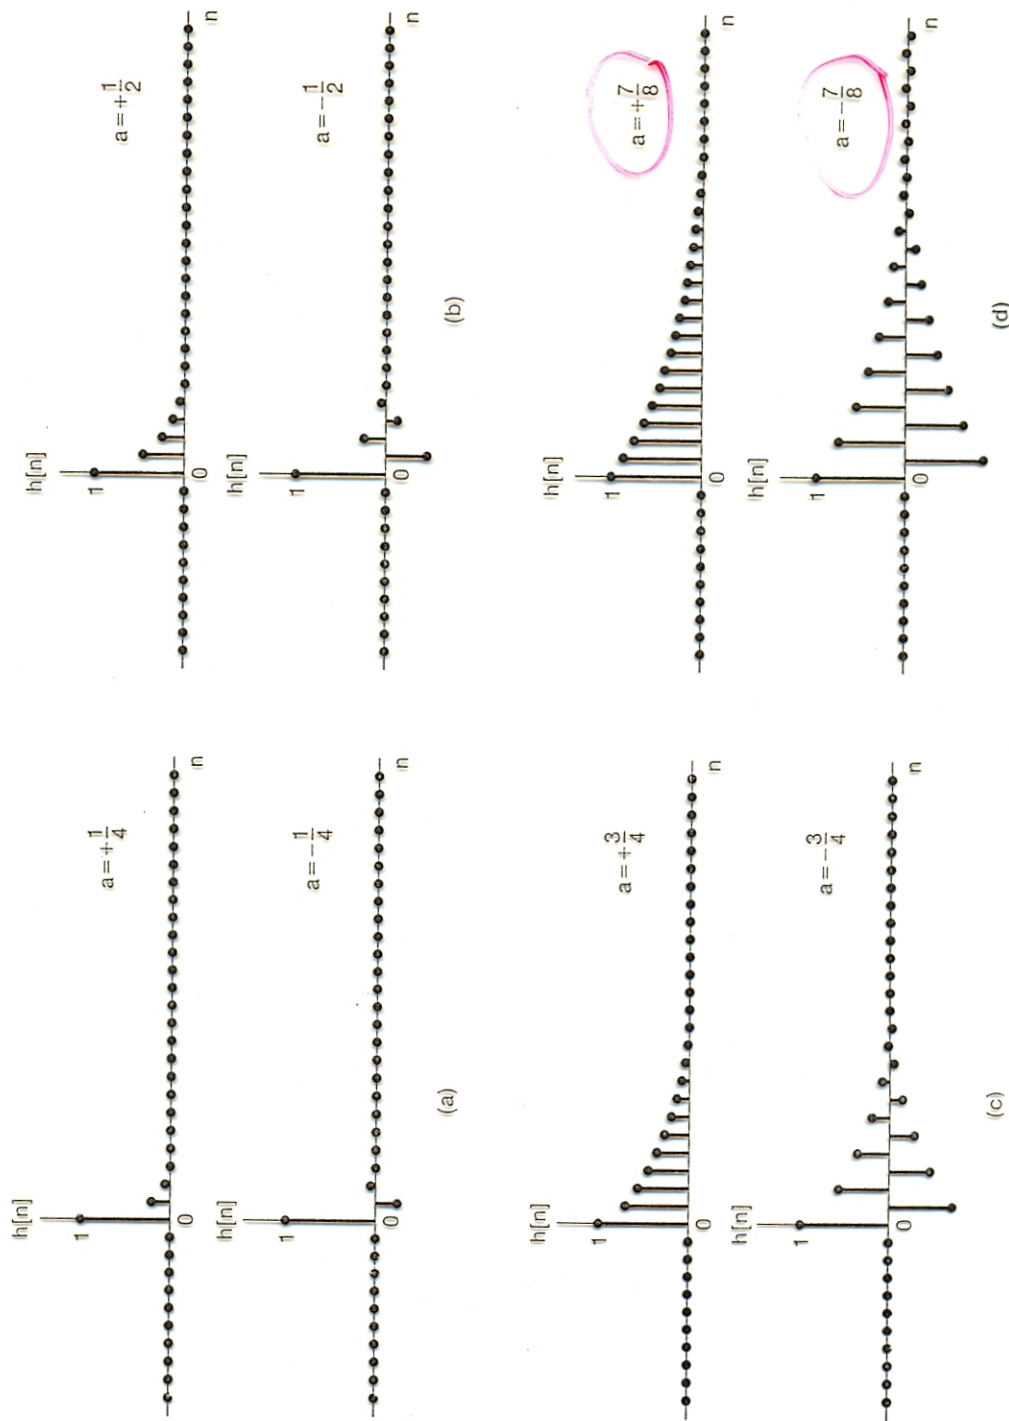 h[n]
1
0
n
a = +1/4
h[n]
1
0
n
a = -1/4
(a)
h[n]
1
0
n
a = +1/2
h[n]
1
0
n
a = -1/2
(b)
h[n]
1
0
n
a = +3/4
h[n]
1
0
n
a = -3/4
(c)
h[n]
1
0
n
a = +7/8
h[n]
1
0
n
a = -7/8
(d)